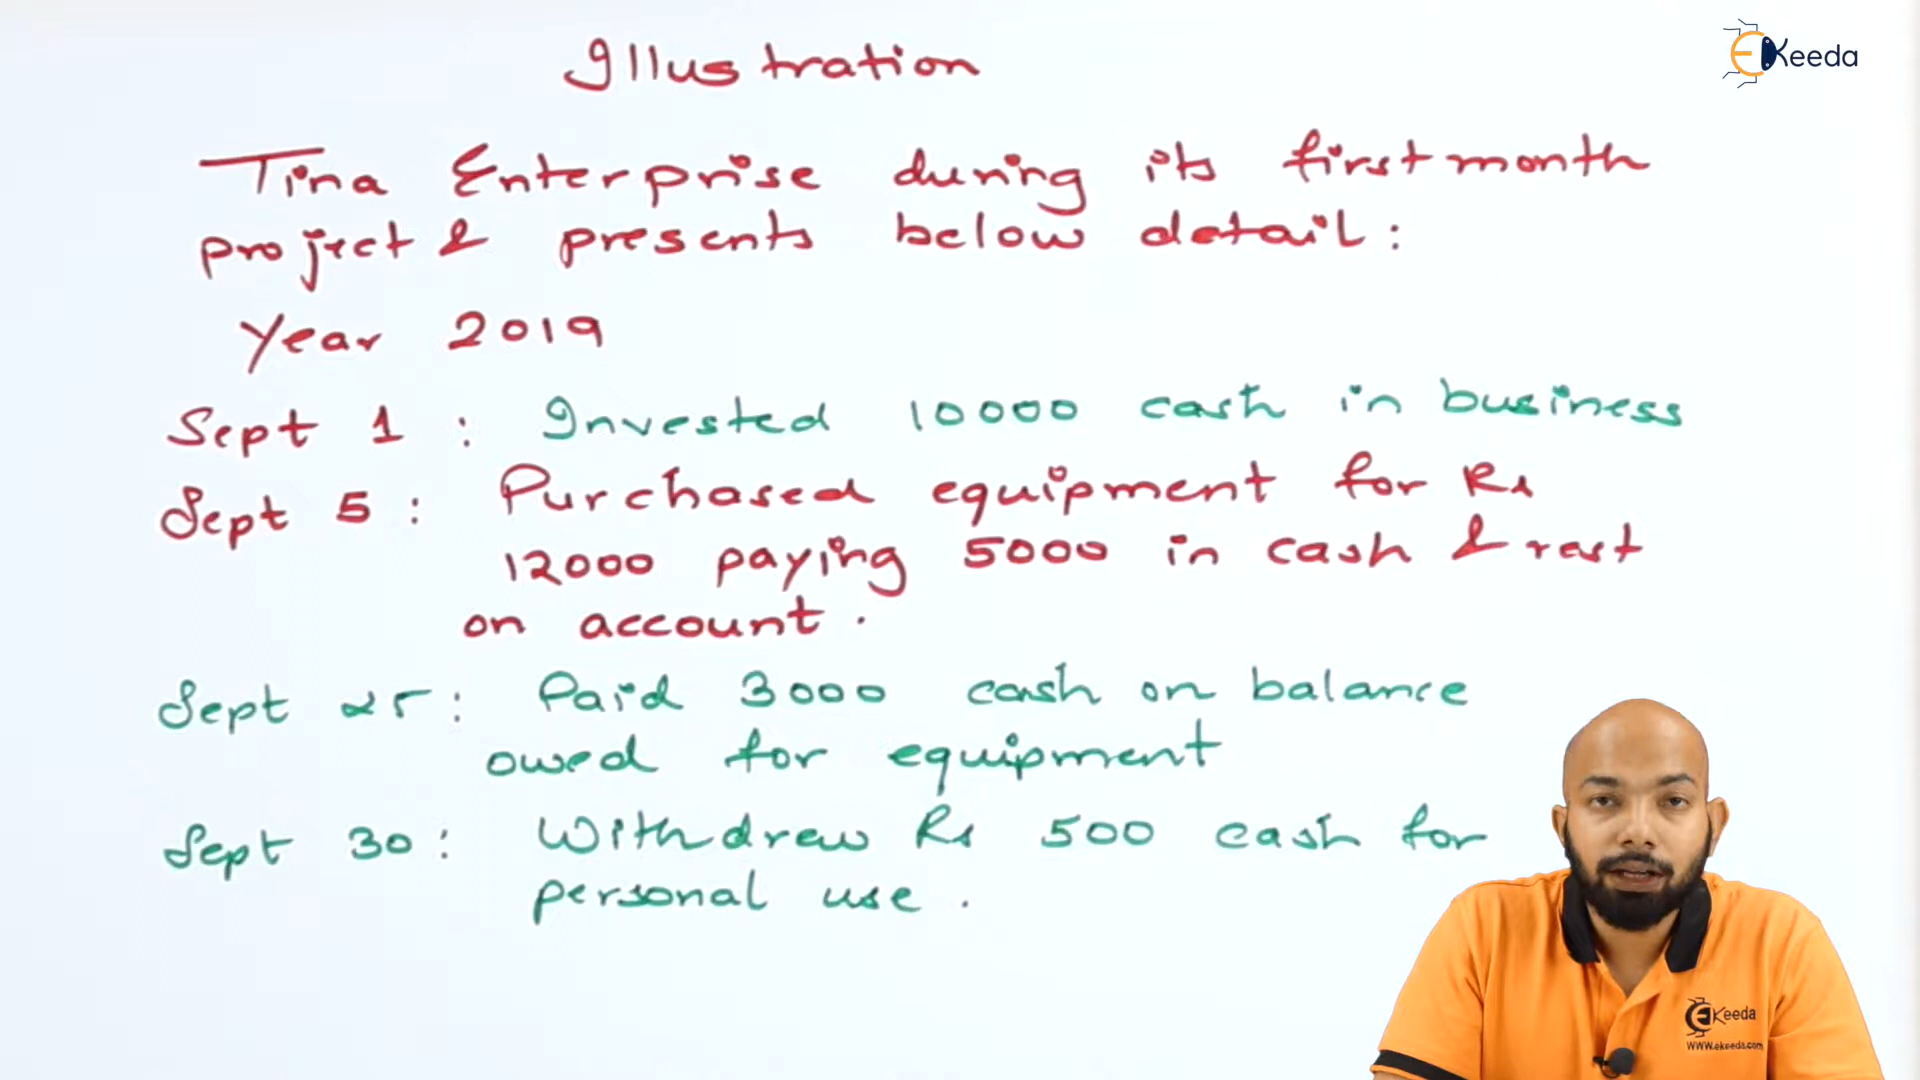 Illustration
EKeeda
Tina Enterprise during its first month
project & presents below detail:
Year 2019
Sept 1 : Invested 10000 cash in business
Sept 5 : Purchased equipment for Rs
12000 paying 5000 in cash & rest
on account.
Sept 25 : Paid 3000 cash on balance
owed for equipment
Sept 30 : Withdrew Rs 500 cash for
personal use.
EKeeda
www.ekeeda.com